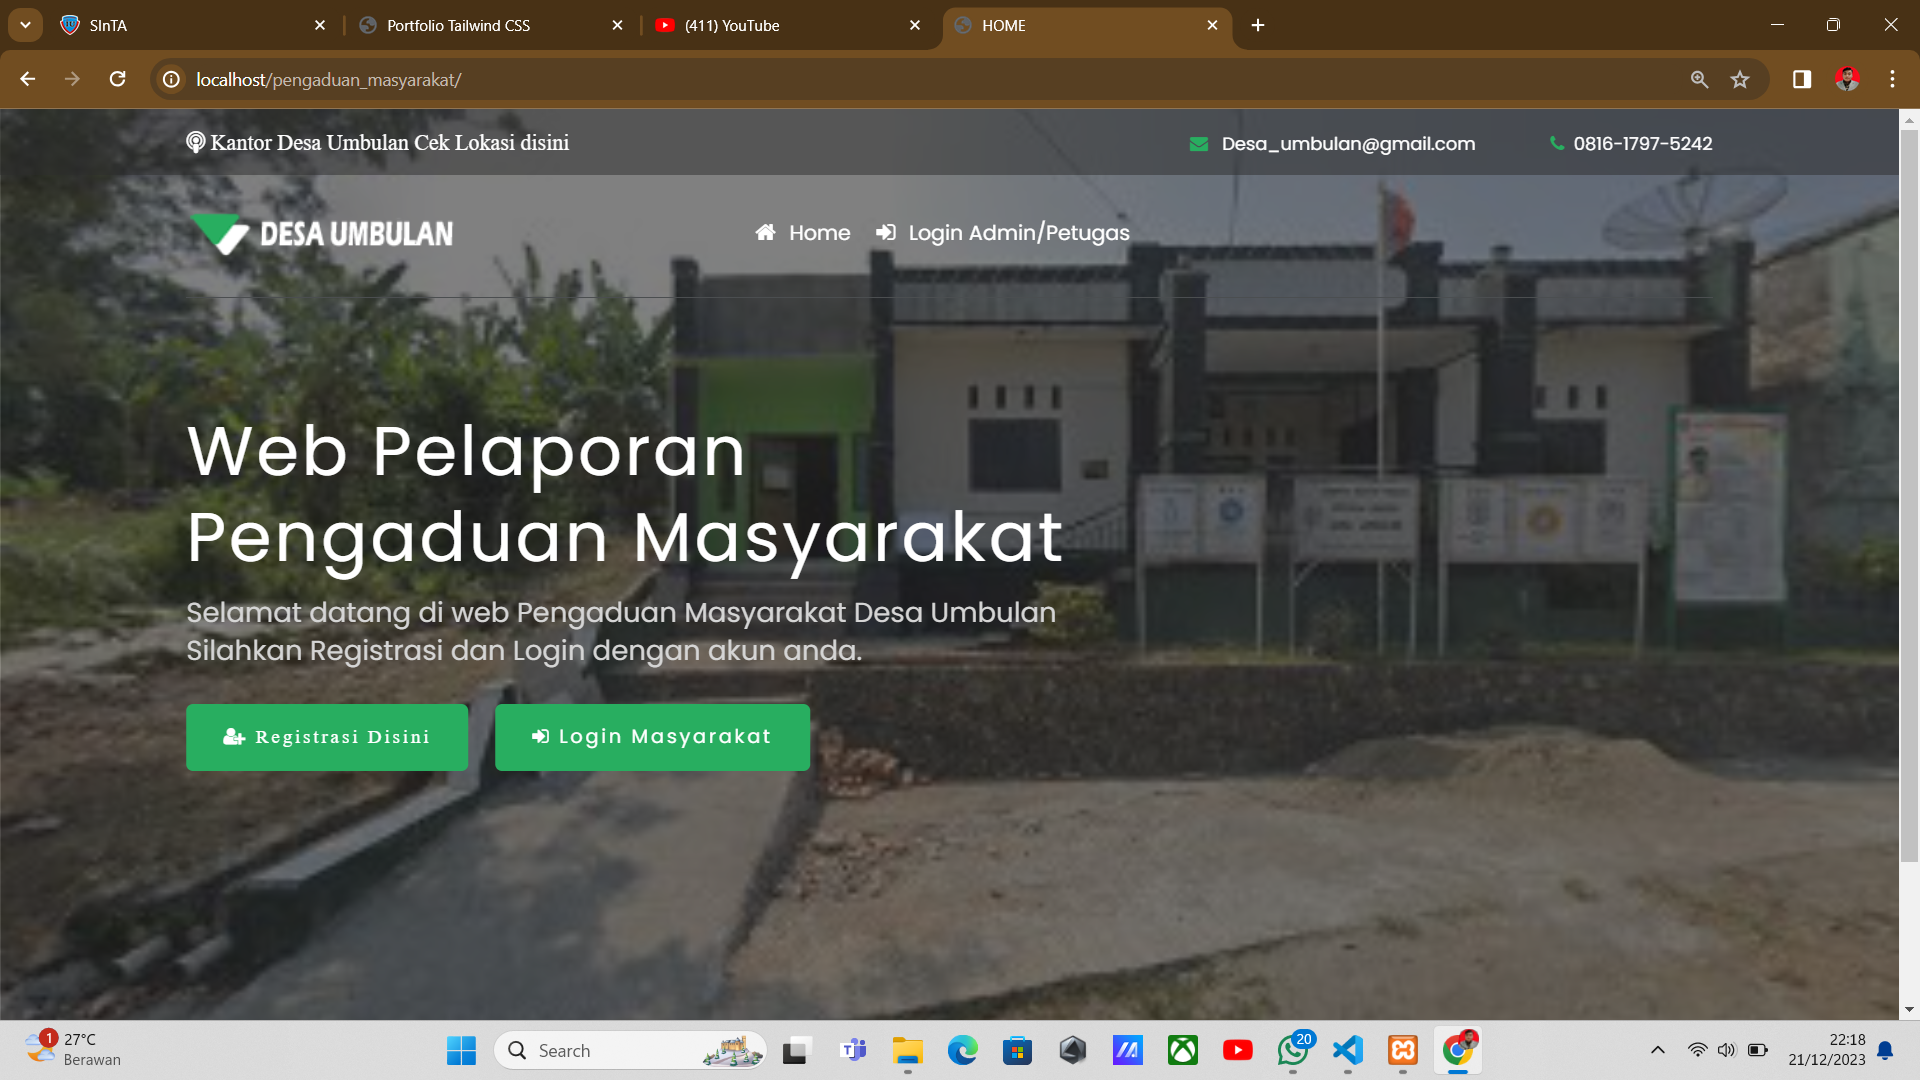 SInTA
Portfolio Tailwind CSS
(411) YouTube
HOME
localhost/pengaduan_masyarakat/
Kantor Desa Umbulan Cek Lokasi disini
Desa_umbulan@gmail.com
0816-1797-5242
DESA UMBULAN
Home
Login Admin/Petugas
Web Pelaporan
Pengaduan Masyarakat
Selamat datang di web Pengaduan Masyarakat Desa Umbulan
Silahkan Registrasi dan Login dengan akun anda.
Registrasi Disini
Login Masyarakat
1
27°C
Berawan
Search
20
22:18
21/12/2023